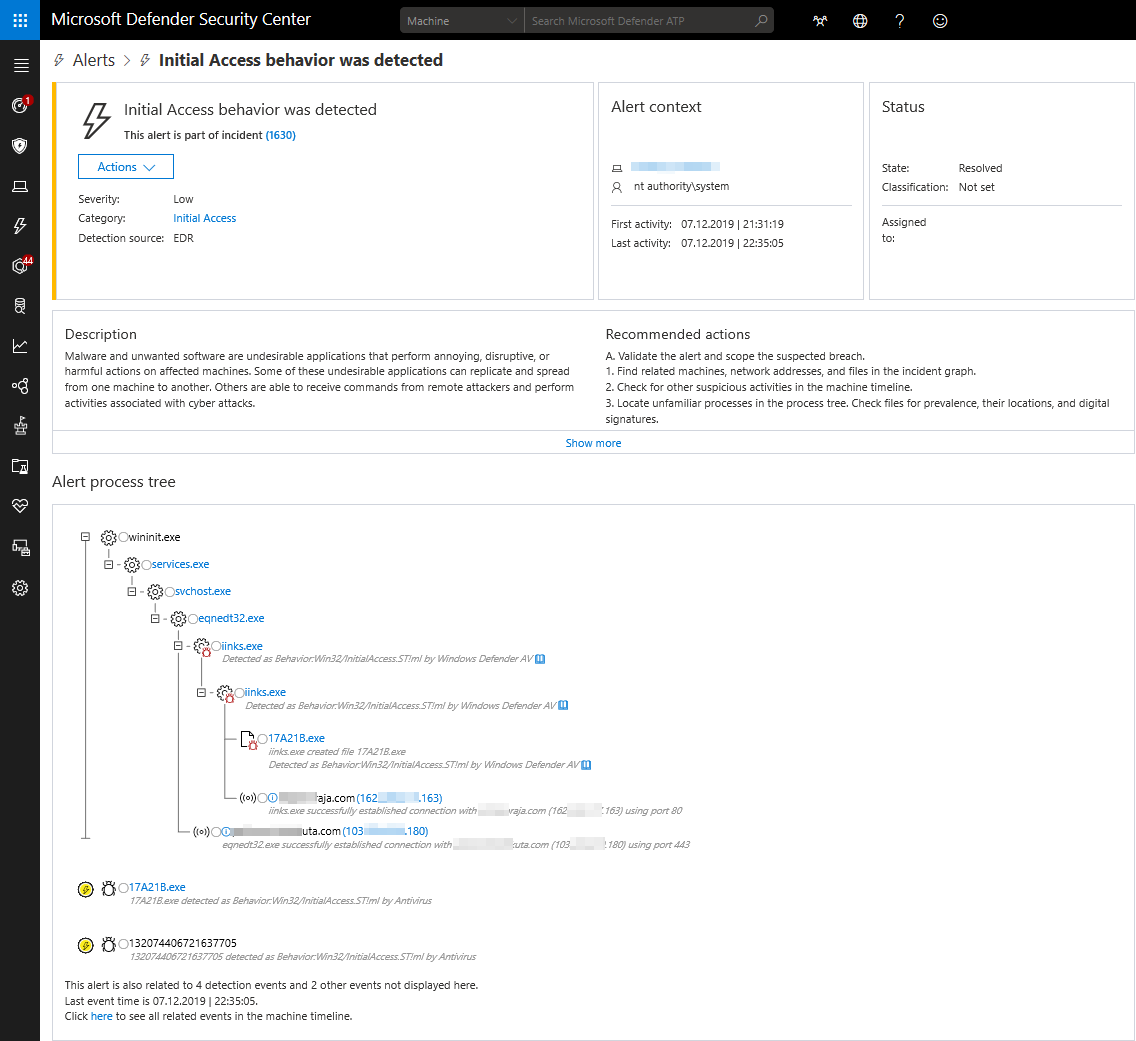 Microsoft Defender Security Center
Machine
Search Microsoft Defender ATP
Alerts > Initial Access behavior was detected
1
44
Initial Access behavior was detected
This alert is part of incident (1630)
Actions
Severity: Low
Category: Initial Access
Detection source: EDR
Alert context
nt authority\system
First activity: 07.12.2019 | 21:31:19
Last activity: 07.12.2019 | 22:35:05
Status
State: Resolved
Classification: Not set
Assigned
to:
Description
Malware and unwanted software are undesirable applications that perform annoying, disruptive, or
harmful actions on affected machines. Some of these undesirable applications can replicate and spread
from one machine to another. Others are able to receive commands from remote attackers and perform
activities associated with cyber attacks.
Recommended actions
A. Validate the alert and scope the suspected breach.
1. Find related machines, network addresses, and files in the incident graph.
2. Check for other suspicious activities in the machine timeline.
3. Locate unfamiliar processes in the process tree. Check files for prevalence, their locations, and digital
signatures.
Show more
Alert process tree
wininit.exe
services.exe
svchost.exe
eqnedt32.exe
iinks.exe
Detected as Behavior:Win32/InitialAccess.ST!ml by Windows Defender AV
iinks.exe
Detected as Behavior:Win32/InitialAccess.ST!ml by Windows Defender AV
17A21B.exe
iinks.exe created file 17A21B.exe
Detected as Behavior:Win32/InitialAccess.ST!ml by Windows Defender AV
raja.com (162 .163)
iinks.exe successfully established connection with raja.com (162 .163) using port 80
uta.com (103 .180)
eqnedt32.exe successfully established connection with uta.com (103 .180) using port 443
17A21B.exe
17A21B.exe detected as Behavior:Win32/InitialAccess.ST!ml by Antivirus
132074406721637705
132074406721637705 detected as Behavior:Win32/InitialAccess.ST!ml by Antivirus
This alert is also related to 4 detection events and 2 other events not displayed here.
Last event time is 07.12.2019 | 22:35:05.
Click here to see all related events in the machine timeline.